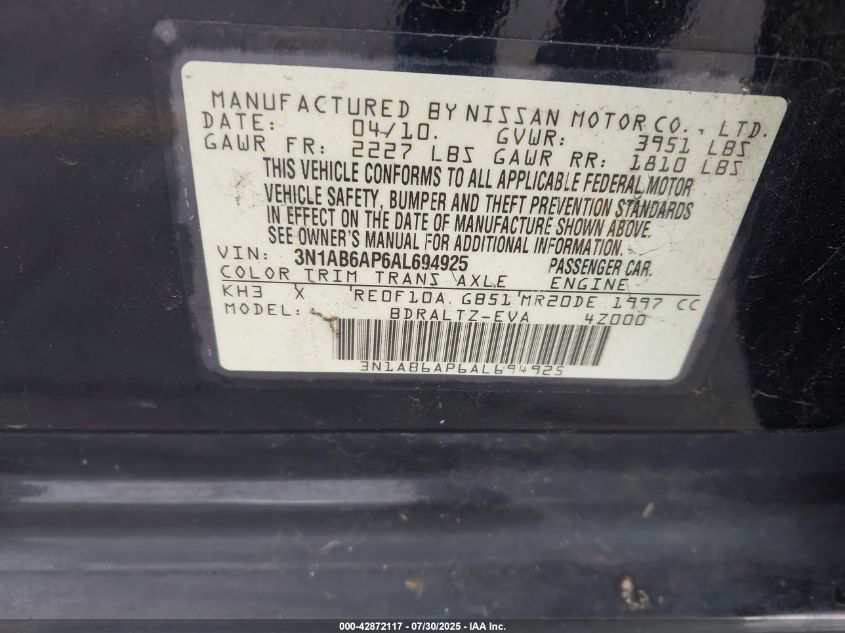 MANUFACTURED BY NISSAN MOTOR CO., LTD.
DATE: 04/10. GVWR: 3951 LBS
GAWR FR: 2227 LBS GAWR RR: 1810 LBS
THIS VEHICLE CONFORMS TO ALL APPLICABLE FEDERAL MOTOR
VEHICLE SAFETY, BUMPER AND THEFT PREVENTION STANDARDS
IN EFFECT ON THE DATE OF MANUFACTURE SHOWN ABOVE.
SEE OWNER'S MANUAL FOR ADDITIONAL INFORMATION.
VIN: 3N1AB6AP6AL694925 PASSENGER CAR.
COLOR TRIM TRANS AXLE ENGINE
KH3 X RE0F10A. GB51 MR20DE 1997 CC
MODEL: BDRALTZ-EVA 4Z000
3N1AB6AP6AL694925
000-42872117 | 07/30/2025 - IAA Inc.